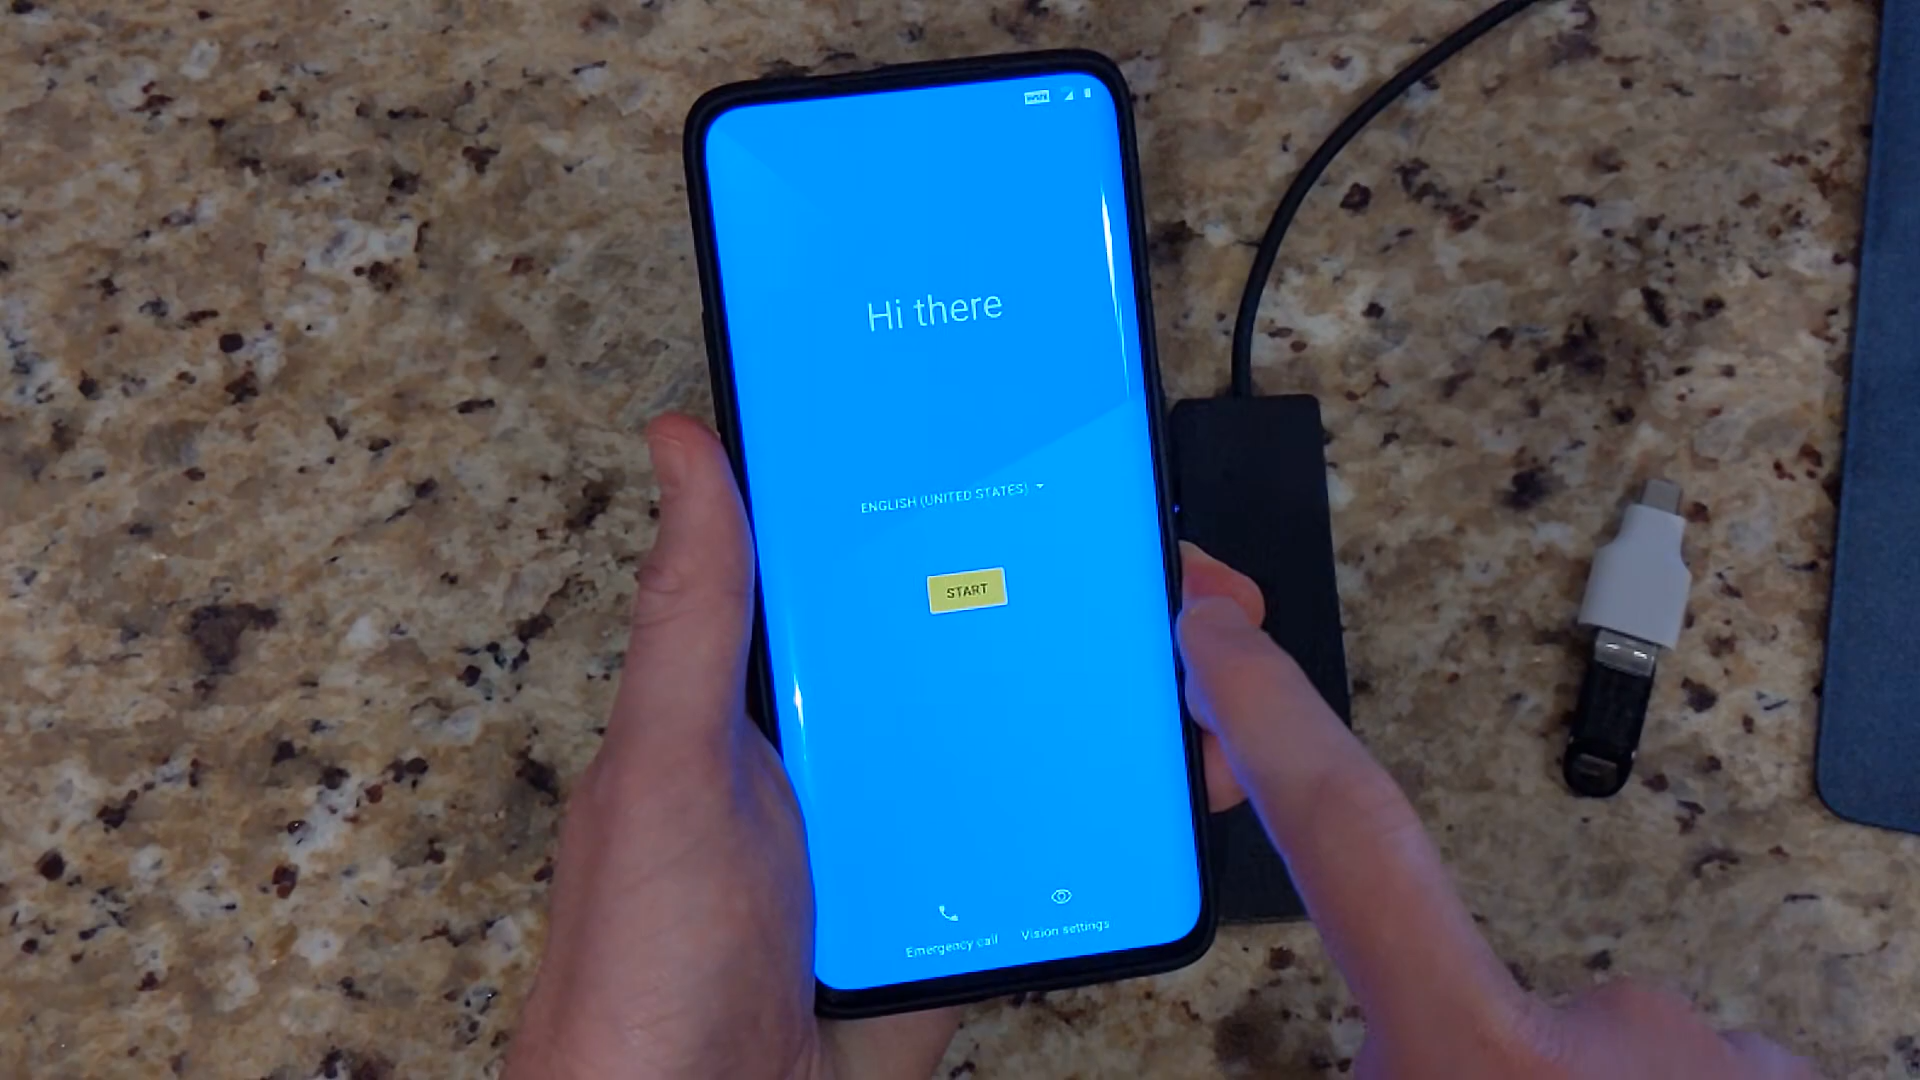 Hi there
ENGLISH (UNITED STATES)
START
Emergency call
Vision settings